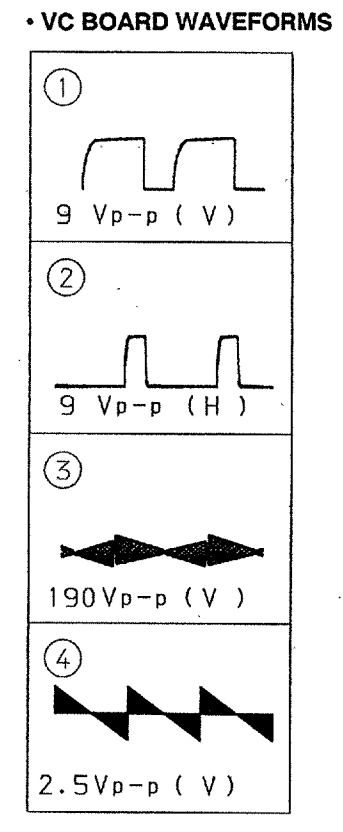 • VC BOARD WAVEFORMS
1
9 Vp-p ( V )
2
9 Vp-p ( H )
3
190Vp-p ( V )
4
2.5Vp-p ( V )